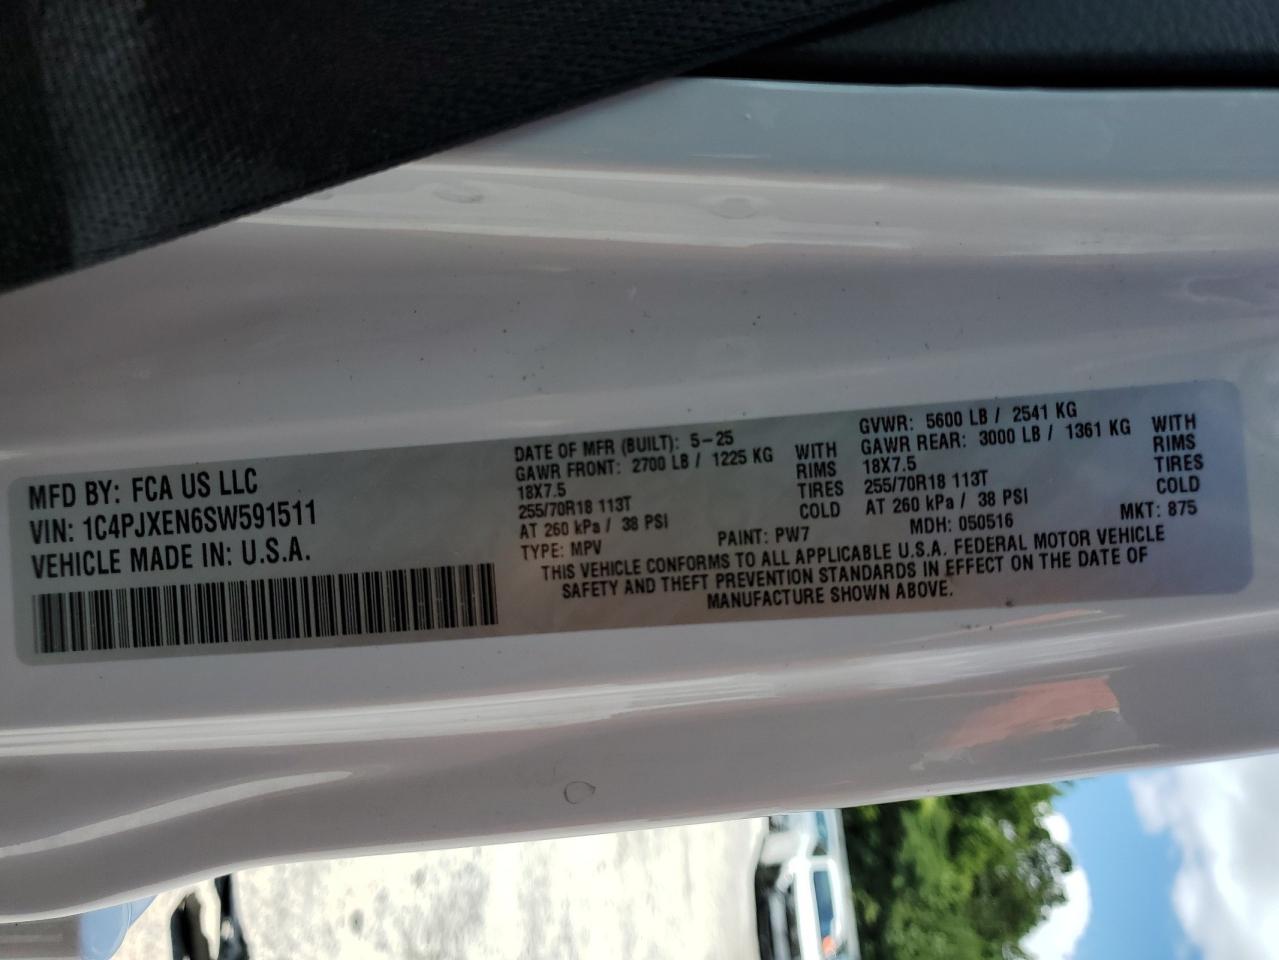 MFD BY: FCA US LLC
VIN: 1C4PJXEN6SW591511
VEHICLE MADE IN: U.S.A.
DATE OF MFR (BUILT): 5-25
GAWR FRONT: 2700 LB / 1225 KG WITH
18X7.5 RIMS
255/70R18 113T TIRES
AT 260 kPa / 38 PSI COLD
GVWR: 5600 LB / 2541 KG
GAWR REAR: 3000 LB / 1361 KG WITH
18X7.5 RIMS
255/70R18 113T TIRES
AT 260 kPa / 38 PSI COLD
TYPE: MPV PAINT: PW7 MDH: 050516 MKT: 875
THIS VEHICLE CONFORMS TO ALL APPLICABLE U.S.A. FEDERAL MOTOR VEHICLE
SAFETY AND THEFT PREVENTION STANDARDS IN EFFECT ON THE DATE OF
MANUFACTURE SHOWN ABOVE.